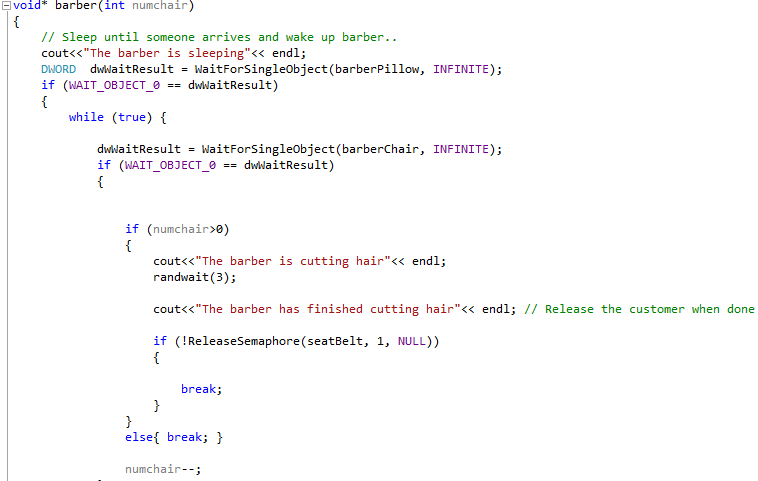 void* barber(int numchair)
{
// Sleep until someone arrives and wake up barber..
cout<<"The barber is sleeping"<< endl;
DWORD  dwWaitResult = WaitForSingleObject(barberPillow, INFINITE);
if (WAIT_OBJECT_0 == dwWaitResult)
{
while (true) {
dwWaitResult = WaitForSingleObject(barberChair, INFINITE);
if (WAIT_OBJECT_0 == dwWaitResult)
{
if (numchair>0)
{
cout<<"The barber is cutting hair"<< endl;
randwait(3);
cout<<"The barber has finished cutting hair"<< endl; // Release the customer when done
if (!ReleaseSemaphore(seatBelt, 1, NULL))
{
break;
}
}
else{ break; }
numchair--;